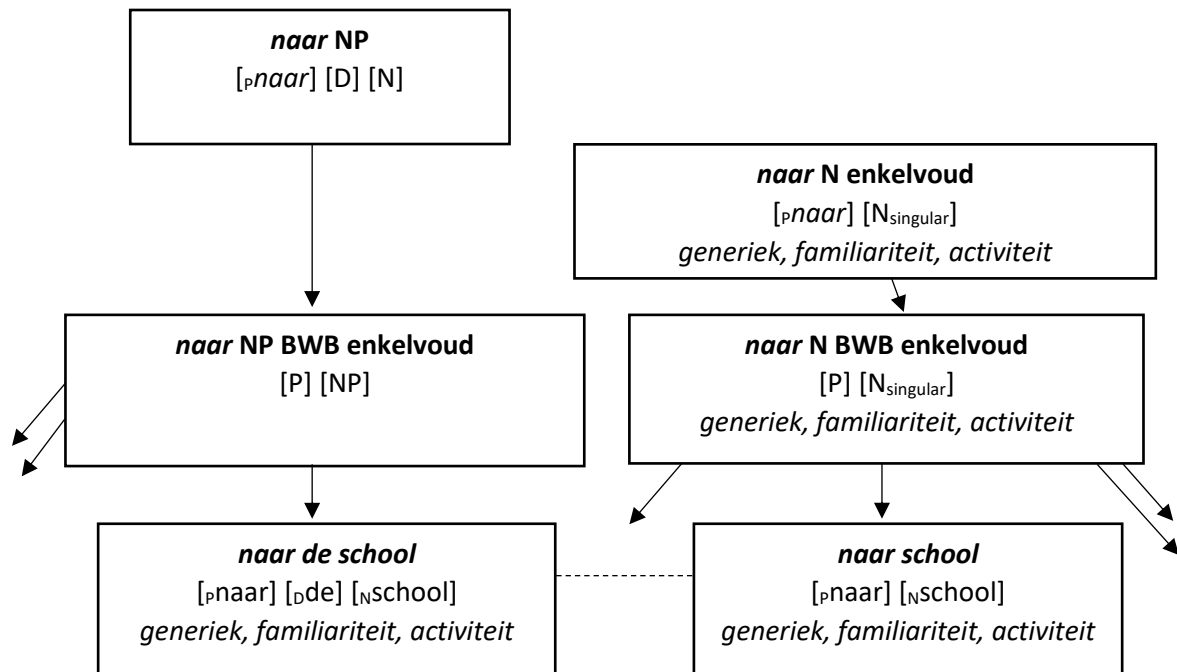 naar NP
[Pnaar] [D] [N]
naar N enkelvoud
[Pnaar] [Nsingular]
generiek, familiariteit, activiteit
naar NP BWB enkelvoud
[P] [NP]
naar N BWB enkelvoud
[P] [Nsingular]
generiek, familiariteit, activiteit
naar de school
[Pnaar] [Dde] [Nschool]
generiek, familiariteit, activiteit
naar school
[Pnaar] [Nschool]
generiek, familiariteit, activiteit